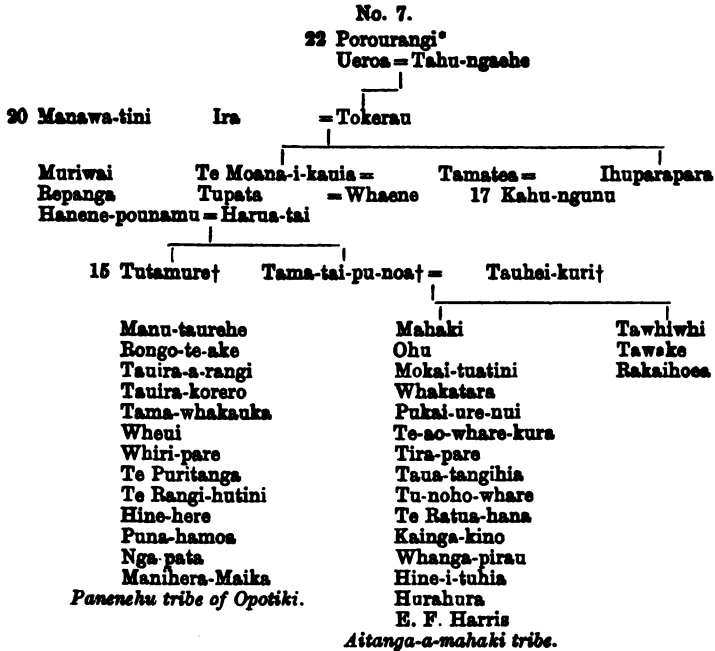 No. 7.
22 Porourangi*
Ueroa = Tahu-ngaehe
20 Manawa-tini Ira = Tokerau
Muriwai Te Moana-i-kauia = Tamatea = Ihuparapara
Repanga Tupata = Whaene 17 Kahu-ngunu
Hanene-pounamu = Harua-tai
15 Tutamure† Tama-tai-pu-noa† = Tauhei-kuri†
Manu-taurehe Mahaki Tawhiwhi
Rongo-te-ake Ohu Tawake
Tauira-a-rangi Mokai-tuatini Rakaihoea
Tauira-korero Whakatara
Tama-whakauka Pukai-ure-nui
Wheui Te-ao-whare-kura
Whiri-pare Tira-pare
Te Puritanga Taua-tangihia
Te Rangi-hutini Tu-noho-whare
Hine-here Te Ratua-hana
Puna-hamoa Kainga-kino
Nga-pata Whanga-pirau
Manihera-Maika Hine-i-tuhia
Panenehu tribe of Opotiki. Hurahura
E. F. Harris
Aitanga-a-mahaki tribe.